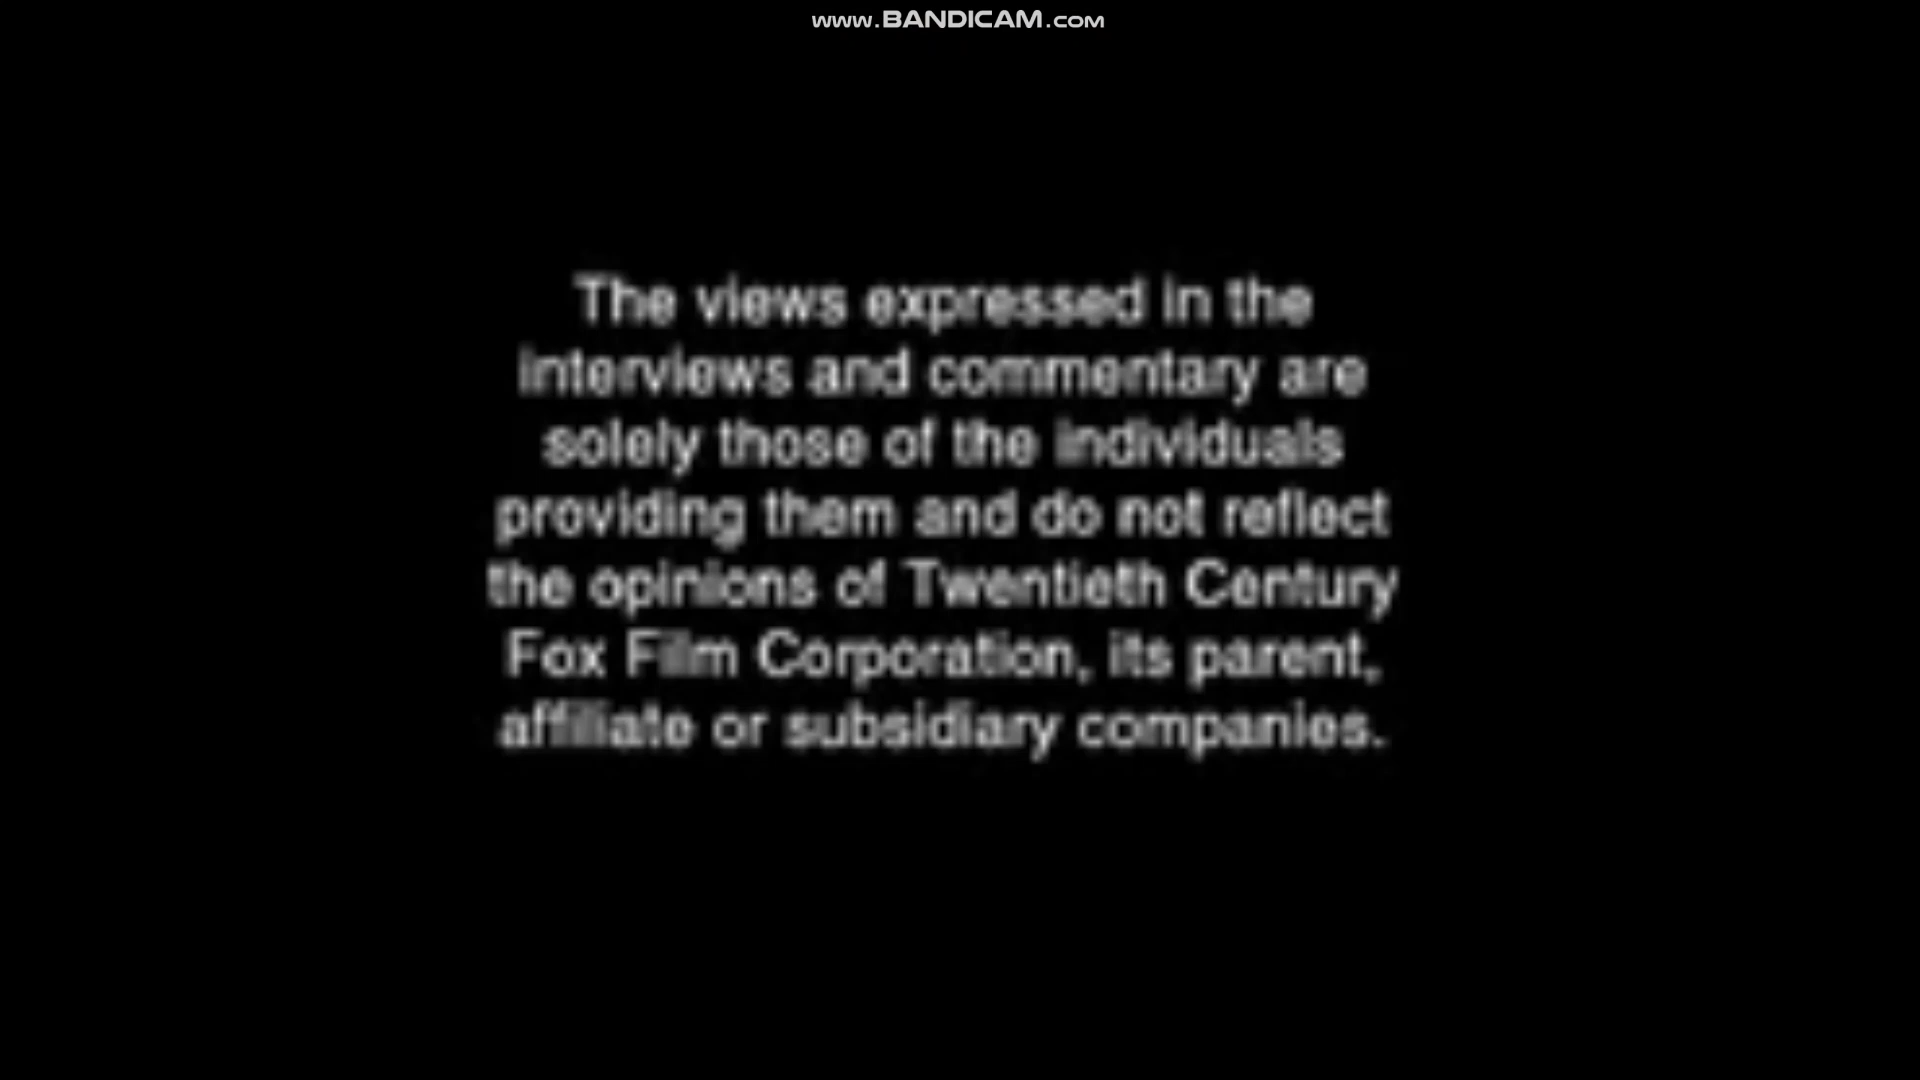 www.BANDICAM.com
The views expressed in the
interviews and commentary are
solely those of the individuals
providing them and do not reflect
the opinions of Twentieth Century
Fox Film Corporation, its parent,
affiliate or subsidiary companies.